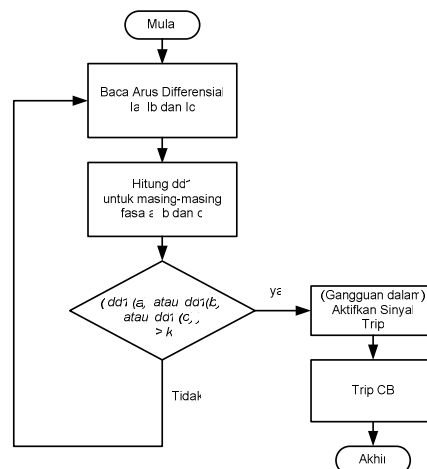 Mula
Baca Arus Differensial
Ia Ib dan Ic
Hitung dd1
untuk masing-masing
fasa a b dan c
(dd1 (a) atau dd1(b)
atau dd1 (c) )
> k
ya
Tidak
(Gangguan dalam)
Aktifkan Sinyal
Trip
Trip CB
Akhir